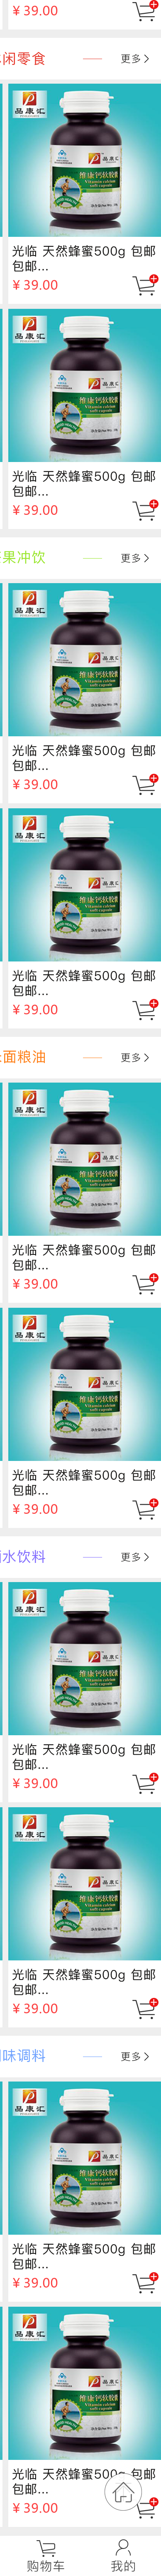 ¥39.00
闲零食
更多
品康汇
品康汇
维康钙软胶囊
Vitamin calcium
soft capsule
光临 天然蜂蜜500g 包邮
包邮...
¥39.00
品康汇
品康汇
维康钙软胶囊
Vitamin calcium
soft capsule
光临 天然蜂蜜500g 包邮
包邮...
¥39.00
果冲饮
更多
品康汇
品康汇
维康钙软胶囊
Vitamin calcium
soft capsule
光临 天然蜂蜜500g 包邮
包邮...
¥39.00
品康汇
品康汇
维康钙软胶囊
Vitamin calcium
soft capsule
光临 天然蜂蜜500g 包邮
包邮...
¥39.00
面粮油
更多
品康汇
品康汇
维康钙软胶囊
Vitamin calcium
soft capsule
光临 天然蜂蜜500g 包邮
包邮...
¥39.00
品康汇
品康汇
维康钙软胶囊
Vitamin calcium
soft capsule
光临 天然蜂蜜500g 包邮
包邮...
¥39.00
水饮料
更多
品康汇
品康汇
维康钙软胶囊
Vitamin calcium
soft capsule
光临 天然蜂蜜500g 包邮
包邮...
¥39.00
品康汇
品康汇
维康钙软胶囊
Vitamin calcium
soft capsule
光临 天然蜂蜜500g 包邮
包邮...
¥39.00
味调料
更多
品康汇
品康汇
维康钙软胶囊
Vitamin calcium
soft capsule
光临 天然蜂蜜500g 包邮
包邮...
¥39.00
品康汇
品康汇
维康钙软胶囊
Vitamin calcium
soft capsule
光临 天然蜂蜜500g 包邮
包邮...
¥39.00
购物车
我的